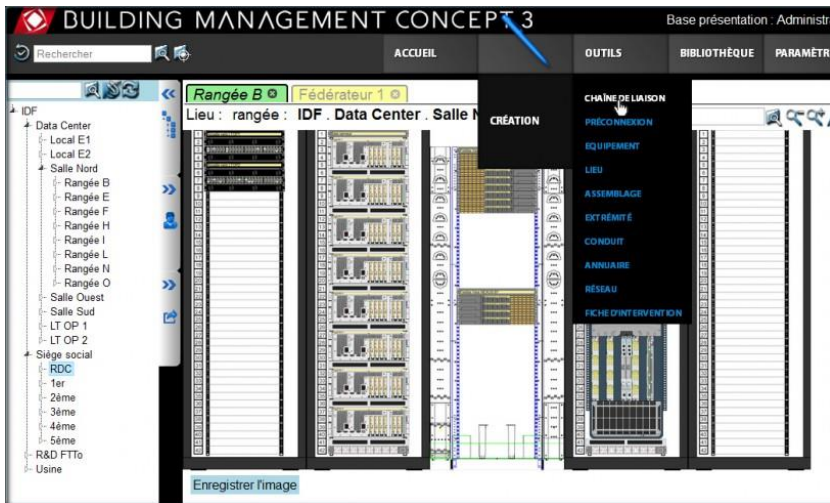 BUILDING MANAGEMENT CONCEPT 3
Base présentation : Administr
Rechercher
ACCUEIL
OUTILS
BIBLIOTHÈQUE
PARAMÈTR
Rangée B
Fédérateur 1
Lieu : rangée : IDF . Data Center . Salle N
CRÉATION
CHAÎNE DE LIAISON
PRÉCONNEXION
EQUIPEMENT
LIEU
ASSEMBLAGE
EXTRÉMITÉ
CONDUIT
ANNUAIRE
RÉSEAU
FICHE D'INTERVENTION
IDF
Data Center
Local E1
Local E2
Salle Nord
Rangée B
Rangée E
Rangée F
Rangée H
Rangée I
Rangée L
Rangée N
Rangée O
Salle Ouest
Salle Sud
LT OP 1
LT OP 2
Siège social
RDC
1er
2ème
3ème
4ème
5ème
R&D FTTo
Usine
Enregistrer l'image